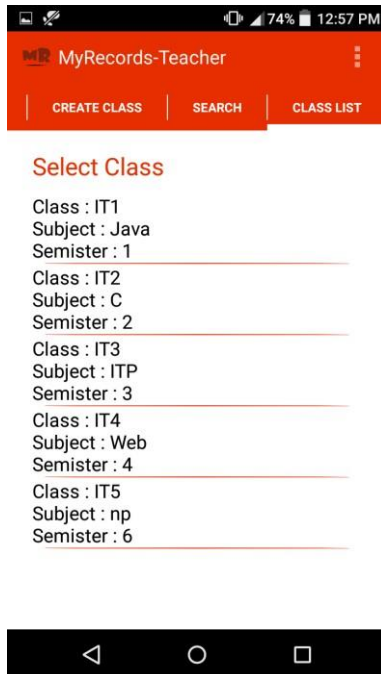 74% 12:57 PM
MR MyRecords-Teacher
CREATE CLASS SEARCH CLASS LIST
Select Class
Class : IT1
Subject : Java
Semister : 1
Class : IT2
Subject : C
Semister : 2
Class : IT3
Subject : ITP
Semister : 3
Class : IT4
Subject : Web
Semister : 4
Class : IT5
Subject : np
Semister : 6